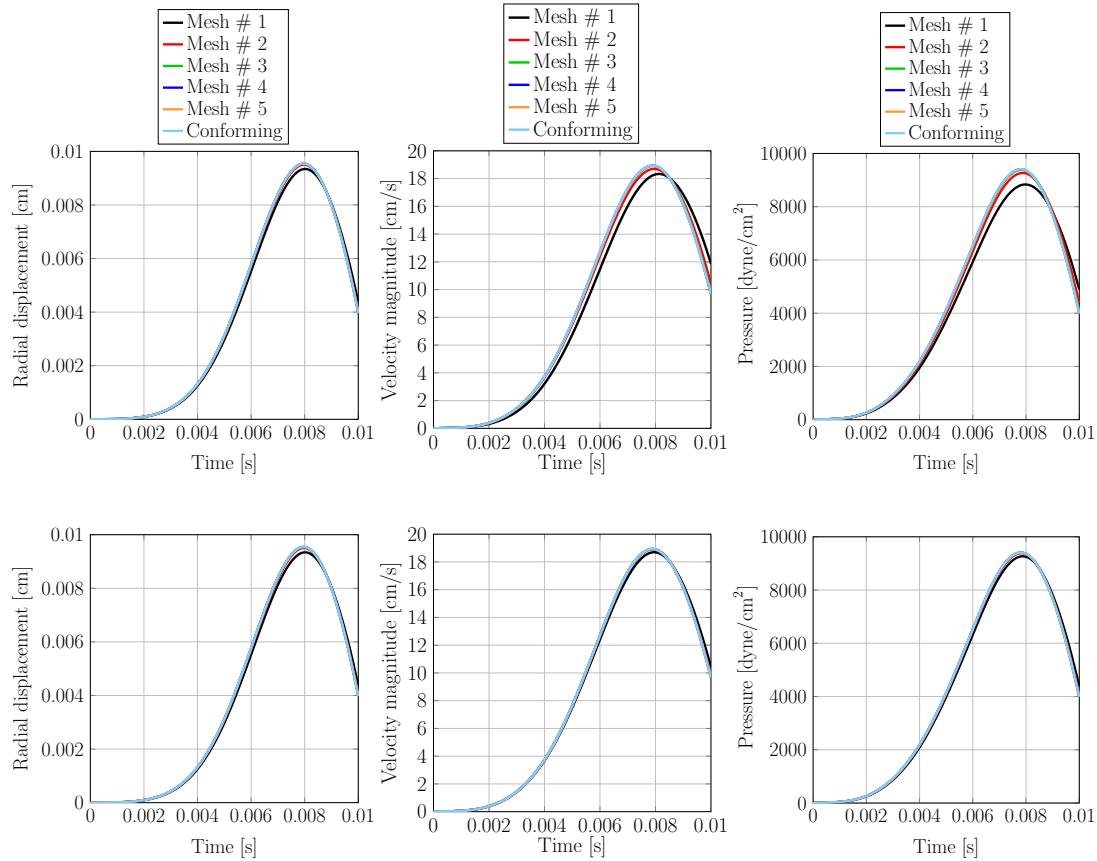 Mesh # 1
Mesh # 2
Mesh # 3
Mesh # 4
Mesh # 5
Conforming
Mesh # 1
Mesh # 2
Mesh # 3
Mesh # 4
Mesh # 5
Conforming
Mesh # 1
Mesh # 2
Mesh # 3
Mesh # 4
Mesh # 5
Conforming
Radial displacement [cm]
0.01
0.008
0.006
0.004
0.002
0
0 0.002 0.004 0.006 0.008 0.01
Time [s]
Velocity magnitude [cm/s]
20
18
16
14
12
10
8
6
4
2
0
0 0.002 0.004 0.006 0.008 0.01
Time [s]
Pressure [dyne/cm²]
10000
8000
6000
4000
2000
0
0 0.002 0.004 0.006 0.008 0.01
Time [s]
Radial displacement [cm]
0.01
0.008
0.006
0.004
0.002
0
0 0.002 0.004 0.006 0.008 0.01
Time [s]
Velocity magnitude [cm/s]
20
18
16
14
12
10
8
6
4
2
0
0 0.002 0.004 0.006 0.008 0.01
Time [s]
Pressure [dyne/cm²]
10000
8000
6000
4000
2000
0
0 0.002 0.004 0.006 0.008 0.01
Time [s]